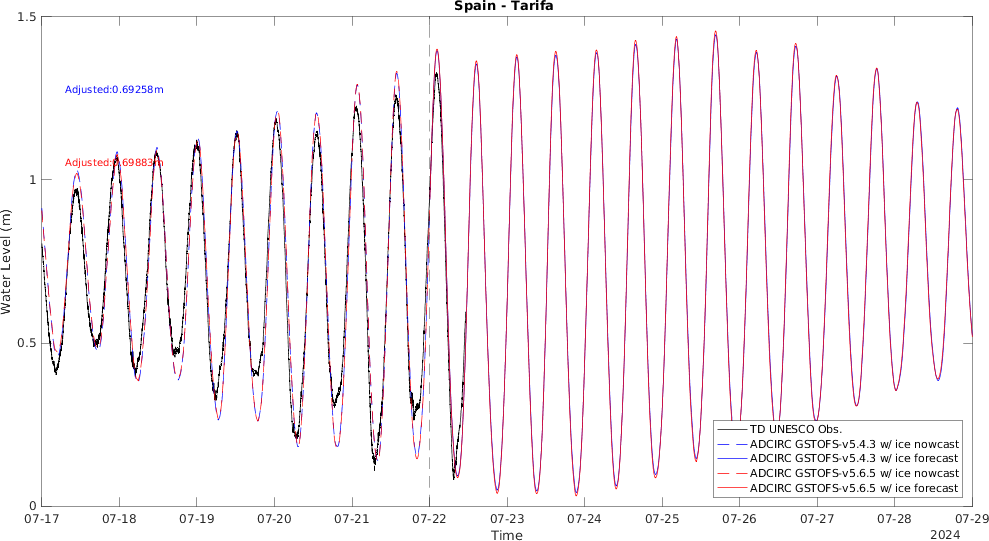 Spain - Tarifa
1.5
Adjusted:0.69258m
Adjusted:0.69883m
1
Water Level (m)
0.5
TD UNESCO Obs.
ADCIRC GSTOFS-v5.4.3 w/ ice nowcast
ADCIRC GSTOFS-v5.4.3 w/ ice forecast
ADCIRC GSTOFS-v5.6.5 w/ ice nowcast
ADCIRC GSTOFS-v5.6.5 w/ ice forecast
0
07-17 07-18 07-19 07-20 07-21 07-22 07-23 07-24 07-25 07-26 07-27 07-28 07-29
Time
2024